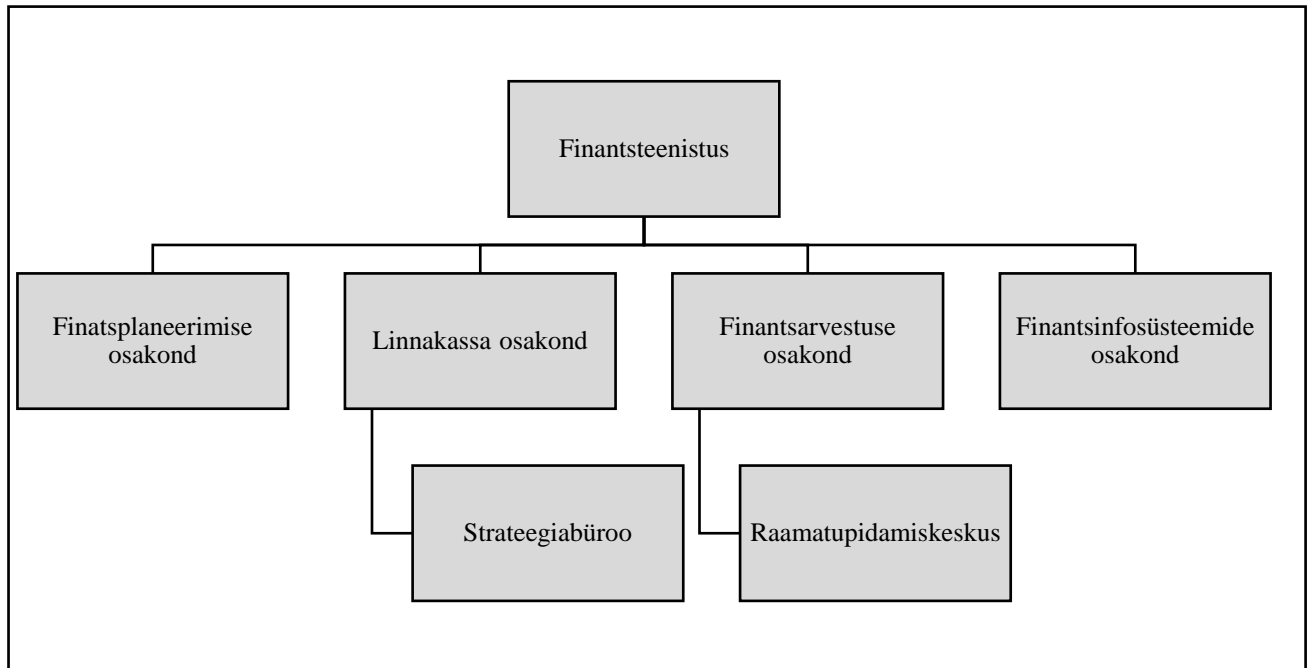 Finantsteenistus
Finatsplaneerimise
osakond
Linnakassa osakond
Finantsarvestuse
osakond
Finantsinfosüsteemide
osakond
Strateegiabüroo
Raamatupidamiskeskus